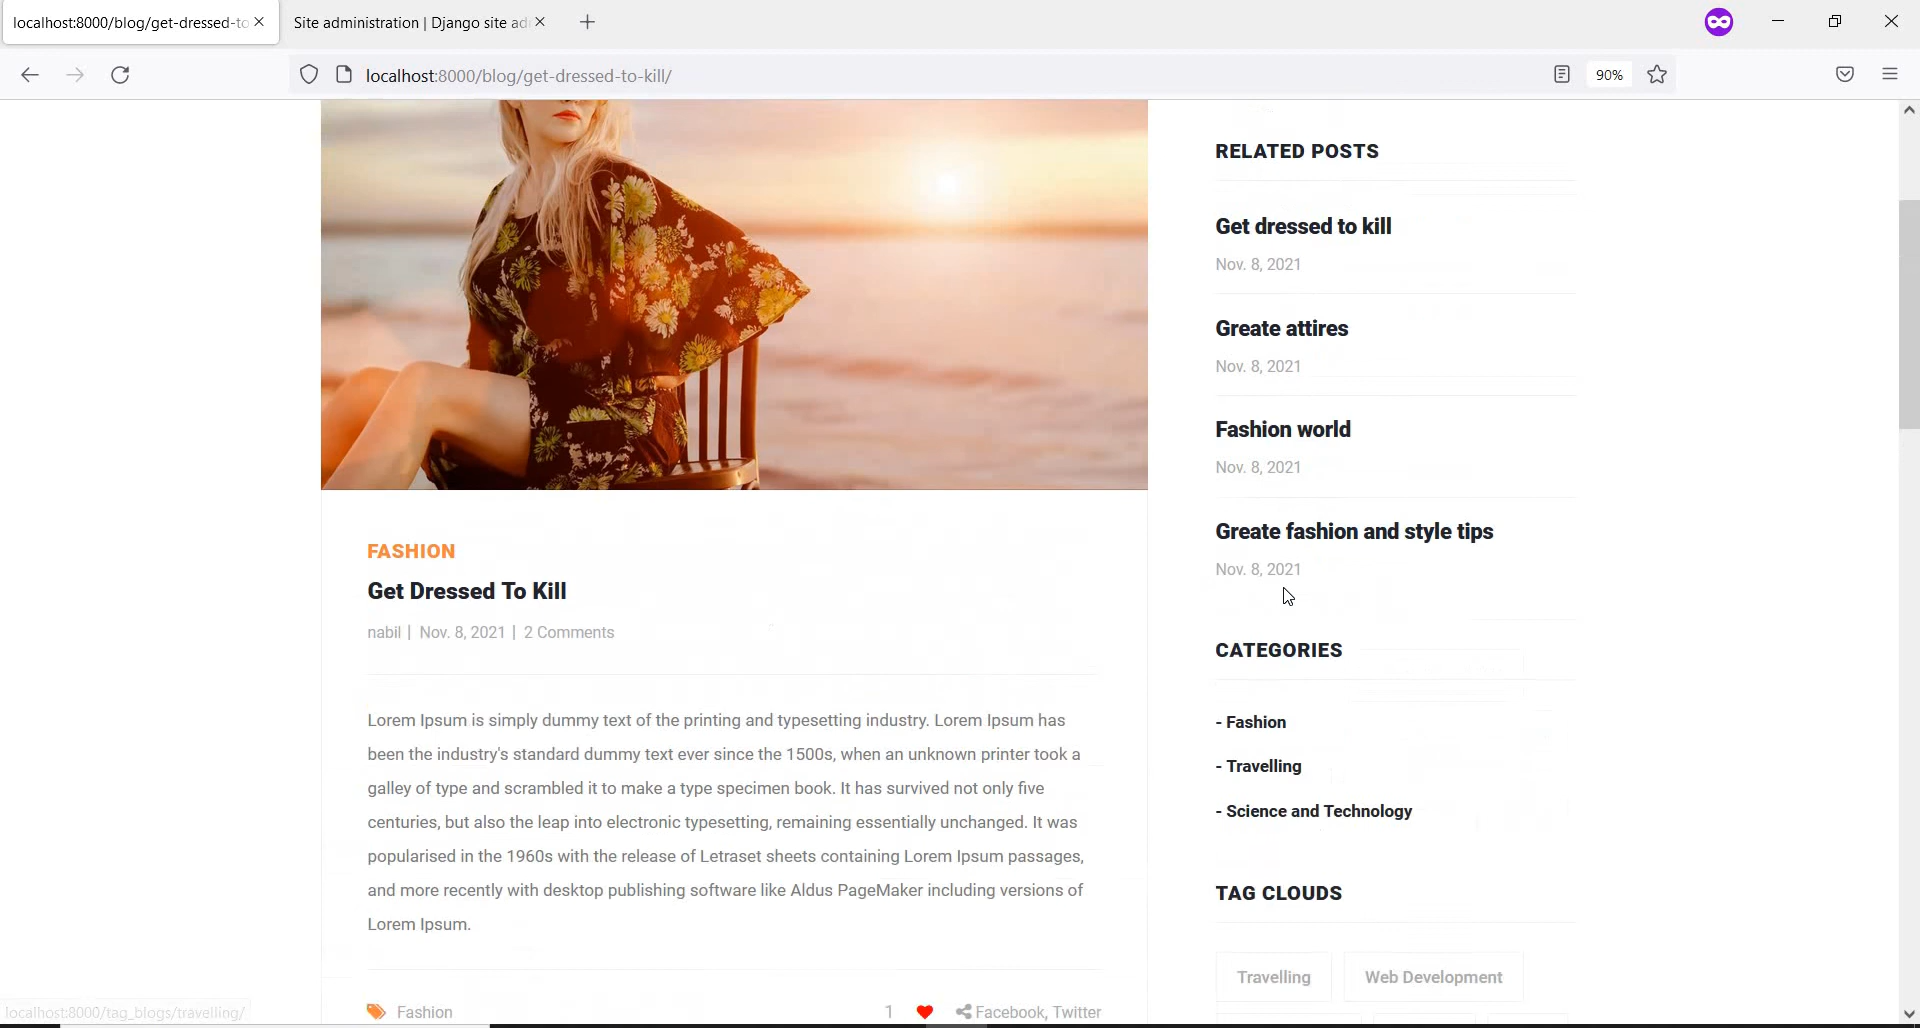 localhost:8000/blog/get-dressed-to
Site administration | Django site ad
localhost:8000/blog/get-dressed-to-kill/
90%
FASHION
Get Dressed To Kill
nabil | Nov. 8, 2021 | 2 Comments
Lorem Ipsum is simply dummy text of the printing and typesetting industry. Lorem Ipsum has
been the industry's standard dummy text ever since the 1500s, when an unknown printer took a
galley of type and scrambled it to make a type specimen book. It has survived not only five
centuries, but also the leap into electronic typesetting, remaining essentially unchanged. It was
popularised in the 1960s with the release of Letraset sheets containing Lorem Ipsum passages,
and more recently with desktop publishing software like Aldus PageMaker including versions of
Lorem Ipsum.
Fashion
1
Facebook, Twitter
RELATED POSTS
Get dressed to kill
Nov. 8, 2021
Greate attires
Nov. 8, 2021
Fashion world
Nov. 8, 2021
Greate fashion and style tips
Nov. 8, 2021
CATEGORIES
- Fashion
- Travelling
- Science and Technology
TAG CLOUDS
Travelling
Web Development
localhost:8000/tag_blogs/travelling/